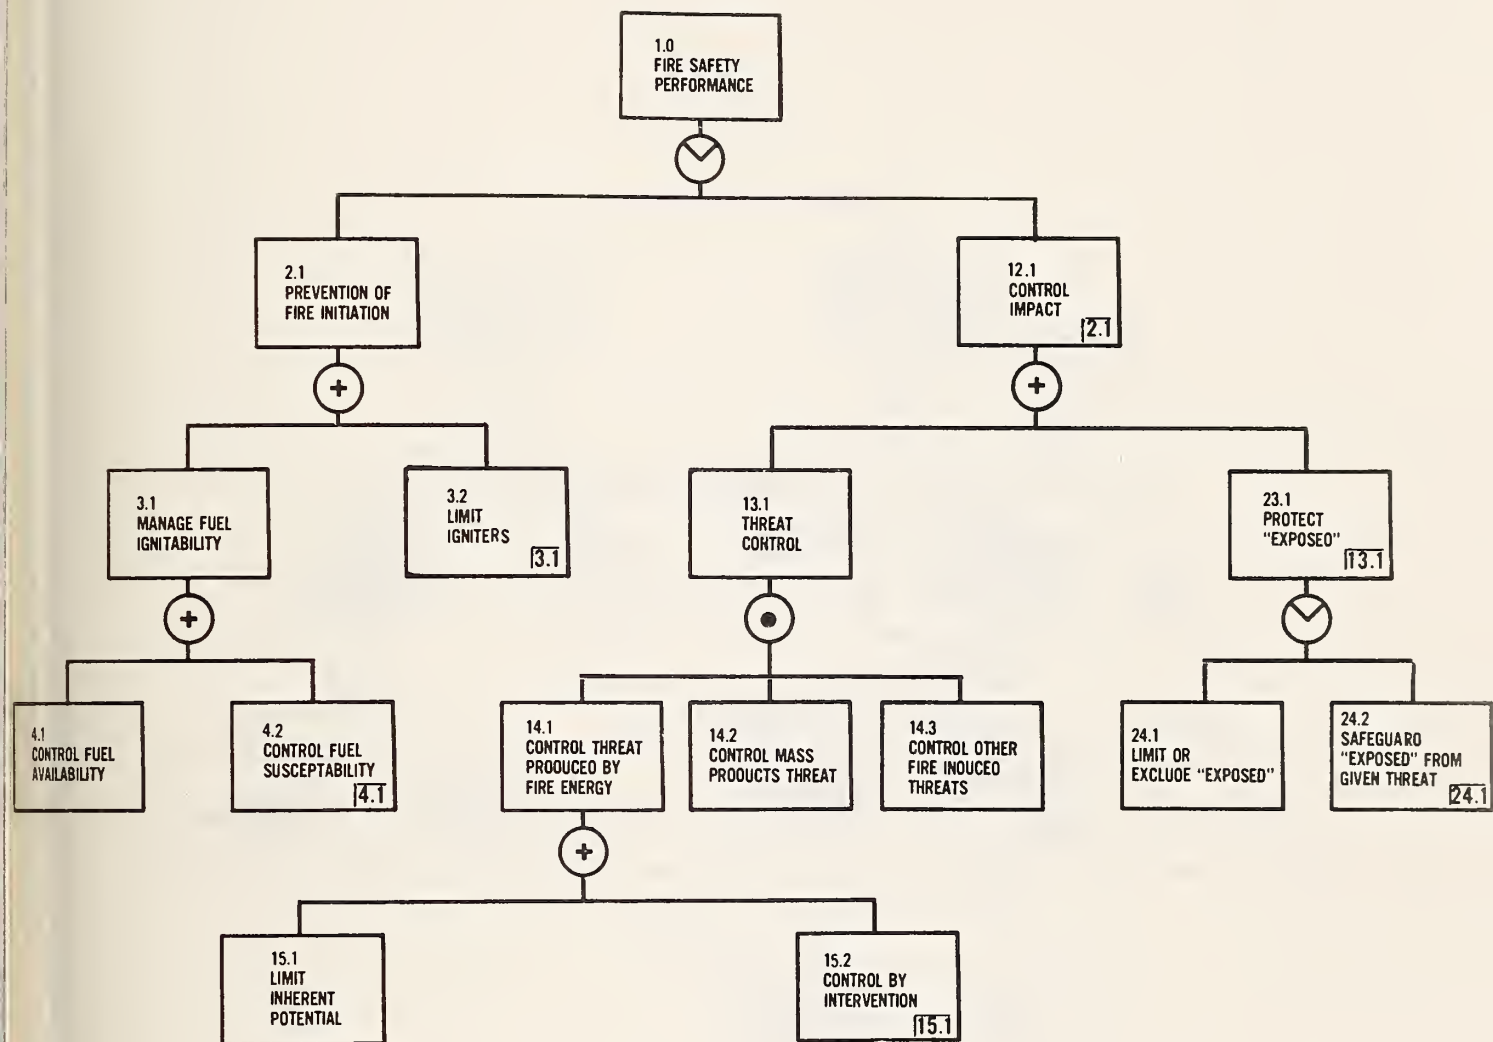 1.0
FIRE SAFETY
PERFORMANCE
2.1
PREVENTION OF
FIRE INITIATION
12.1
CONTROL
IMPACT
2.1
+
+
3.1
MANAGE FUEL
IGNITABILITY
3.2
LIMIT
IGNITERS
3.1
13.1
THREAT
CONTROL
23.1
PROTECT
"EXPOSEO"
13.1
+
4.1
CONTROL FUEL
AVAILABILITY
4.2
CONTROL FUEL
SUSCEPTABILITY
4.1
14.1
CONTROL THREAT
PROOUCED BY
FIRE ENERGY
14.2
CONTROL MASS
PROOUCTS THREAT
14.3
CONTROL OTHER
FIRE INOUCED
THREATS
24.1
LIMIT OR
EXCLUOE "EXPOSED"
24.2
SAFEGUARO
"EXPOSED" FROM
GIVEN THREAT
24.1
+
15.1
LIMIT
INHERENT
POTENTIAL
15.2
CONTROL BY
INTERVENTION
15.1